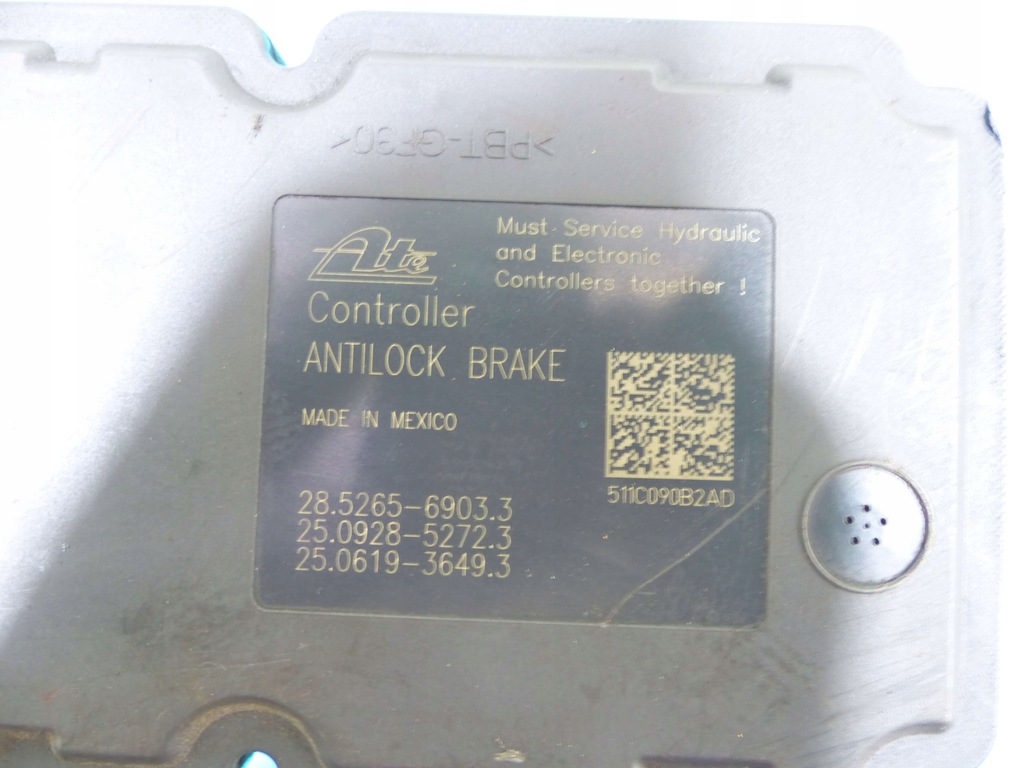 >PBT-GF30<
Ate
Must Service Hydraulic
and Electronic
Controllers together !
Controller
ANTILOCK BRAKE
MADE IN MEXICO
511C090B2AD
28.5265-6903.3
25.0928-5272.3
25.0619-3649.3